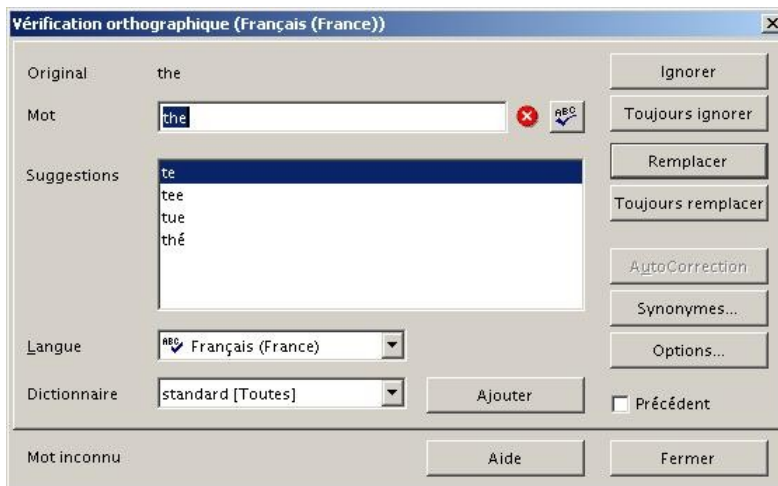 Vérification orthographique (Français (France))
Original the
Ignorer
Mot the
ABC
Toujours ignorer
Suggestions te
tee
tue
thé
Remplacer
Toujours remplacer
AutoCorrection
Synonymes...
Langue ABC Français (France)
Options...
Dictionnaire standard [Toutes]
Ajouter
Précédent
Mot inconnu
Aide
Fermer